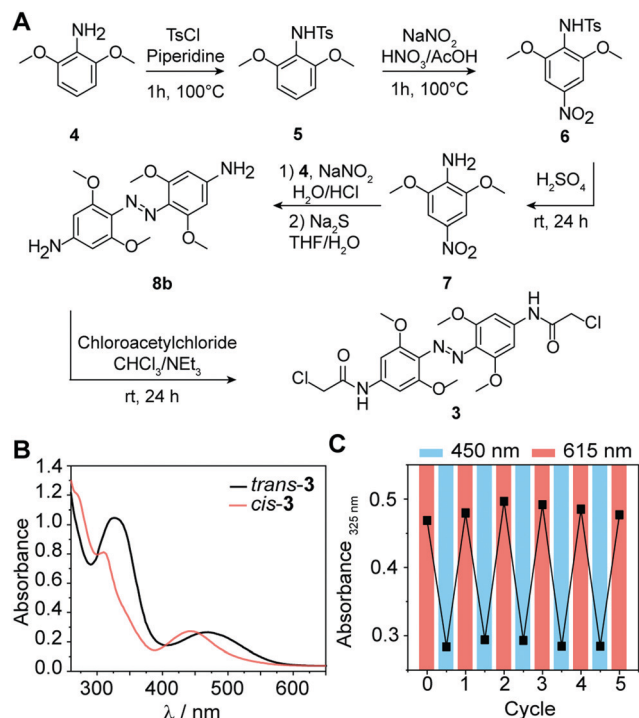 A
NH₂
O
O
4
TsCl
Piperidine
1h, 100°C
NHTs
O
O
5
NaNO₂
HNO₃/AcOH
1h, 100°C
NHTs
O
O
NO₂
6
H₂SO₄
rt, 24 h
NH₂
O
O
NO₂
7
1) 4, NaNO₂
H₂O/HCl
2) Na₂S
THF/H₂O
O
O
NH₂
N
N
NH₂
O
O
8b
Chloroacetylchloride
CHCl₃/NEt₃
rt, 24 h
H
N
Cl
O
O
O
N
N
O
Cl
N
H
O
O
3
B
1.4
1.2
1.0
0.8
0.6
0.4
0.2
0.0
Absorbance
300 400 500 600
λ / nm
trans-3
cis-3
C
450 nm 615 nm
0.5
0.4
0.3
Absorbance 325 nm
0 1 2 3 4 5
Cycle